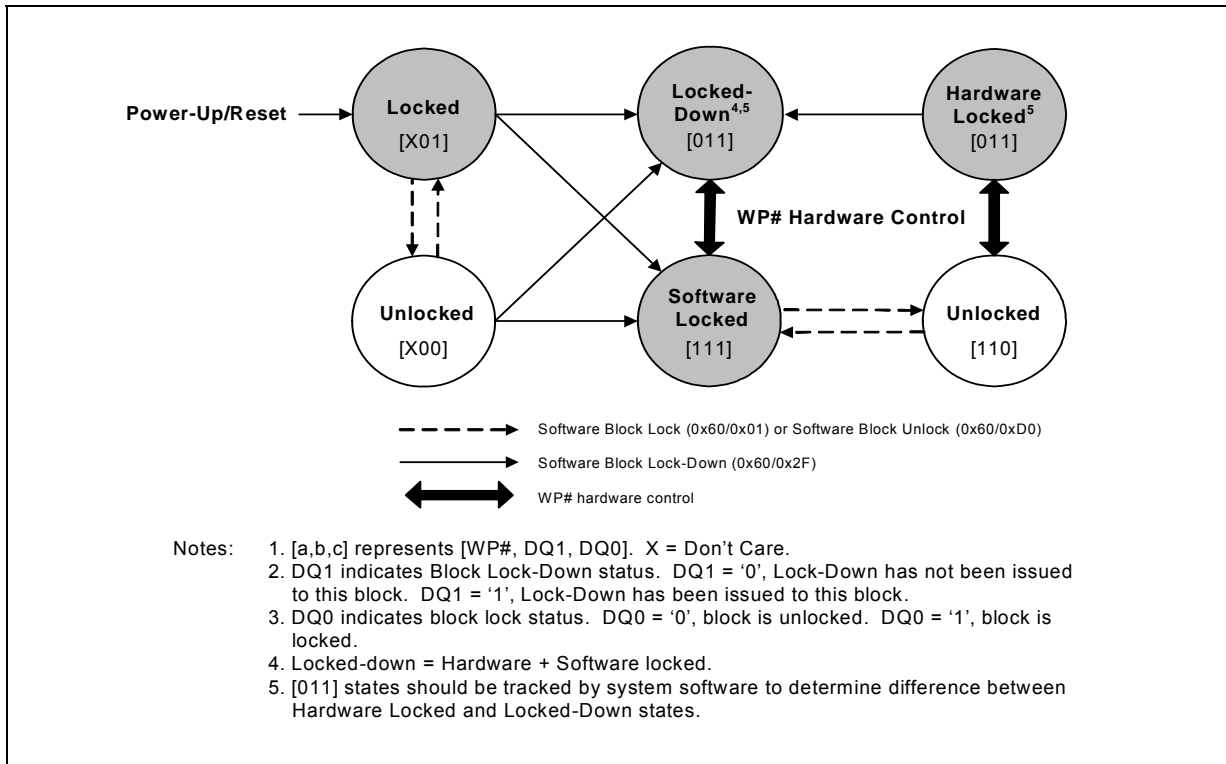 Power-Up/Reset
Locked
[X01]
Locked-
Down4,5
[011]
Hardware
Locked5
[011]
WP# Hardware Control
Unlocked
[X00]
Software
Locked
[111]
Unlocked
[110]
Software Block Lock (0x60/0x01) or Software Block Unlock (0x60/0xD0)
Software Block Lock-Down (0x60/0x2F)
WP# hardware control
Notes: 1. [a,b,c] represents [WP#, DQ1, DQ0]. X = Don't Care.
2. DQ1 indicates Block Lock-Down status. DQ1 = ‘0’, Lock-Down has not been issued
to this block. DQ1 = ‘1’, Lock-Down has been issued to this block.
3. DQ0 indicates block lock status. DQ0 = ‘0’, block is unlocked. DQ0 = ‘1’, block is
locked.
4. Locked-down = Hardware + Software locked.
5. [011] states should be tracked by system software to determine difference between
Hardware Locked and Locked-Down states.